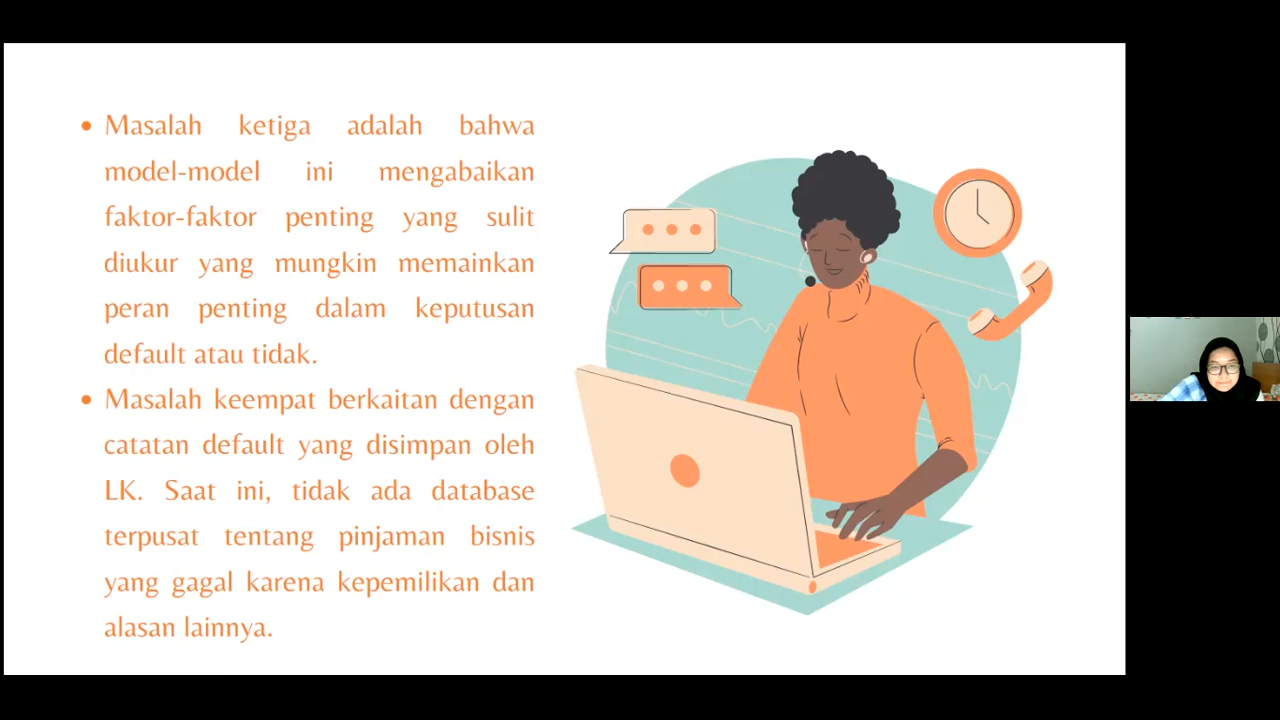 Masalah ketiga adalah bahwa
model-model ini mengabaikan
faktor-faktor penting yang sulit
diukur yang mungkin memainkan
peran penting dalam keputusan
default atau tidak.
Masalah keempat berkaitan dengan
catatan default yang disimpan oleh
LK. Saat ini, tidak ada database
terpusat tentang pinjaman bisnis
yang gagal karena kepemilikan dan
alasan lainnya.